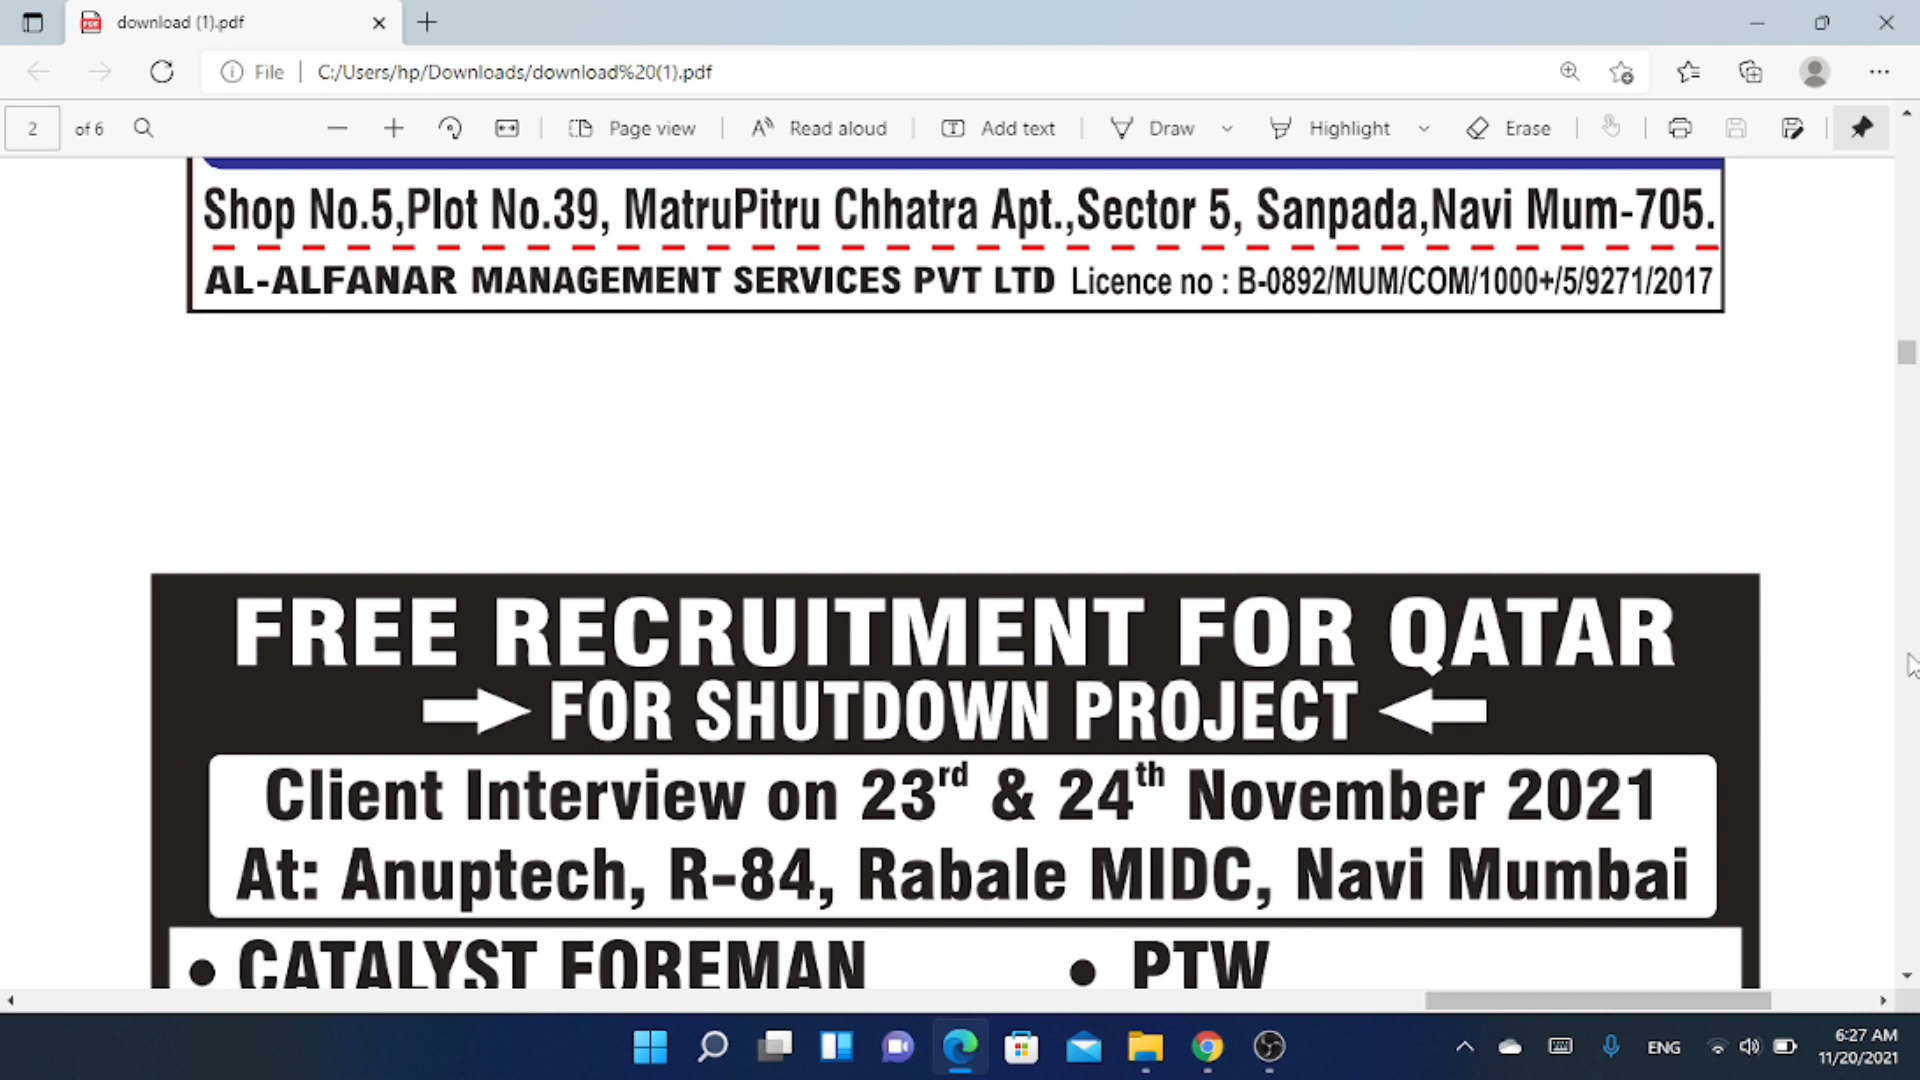 download (1).pdf
File | C:/Users/hp/Downloads/download%20(1).pdf
2 of 6 Page view Read aloud Add text Draw Highlight Erase
Shop No.5,Plot No.39, MatruPitru Chhatra Apt.,Sector 5, Sanpada,Navi Mum-705.
AL-ALFANAR MANAGEMENT SERVICES PVT LTD Licence no : B-0892/MUM/COM/1000+/5/9271/2017
FREE RECRUITMENT FOR QATAR
FOR SHUTDOWN PROJECT
Client Interview on 23rd & 24th November 2021
At: Anuptech, R-84, Rabale MIDC, Navi Mumbai
• CATALYST FOREMAN • PTW
ENG
6:27 AM
11/20/2021